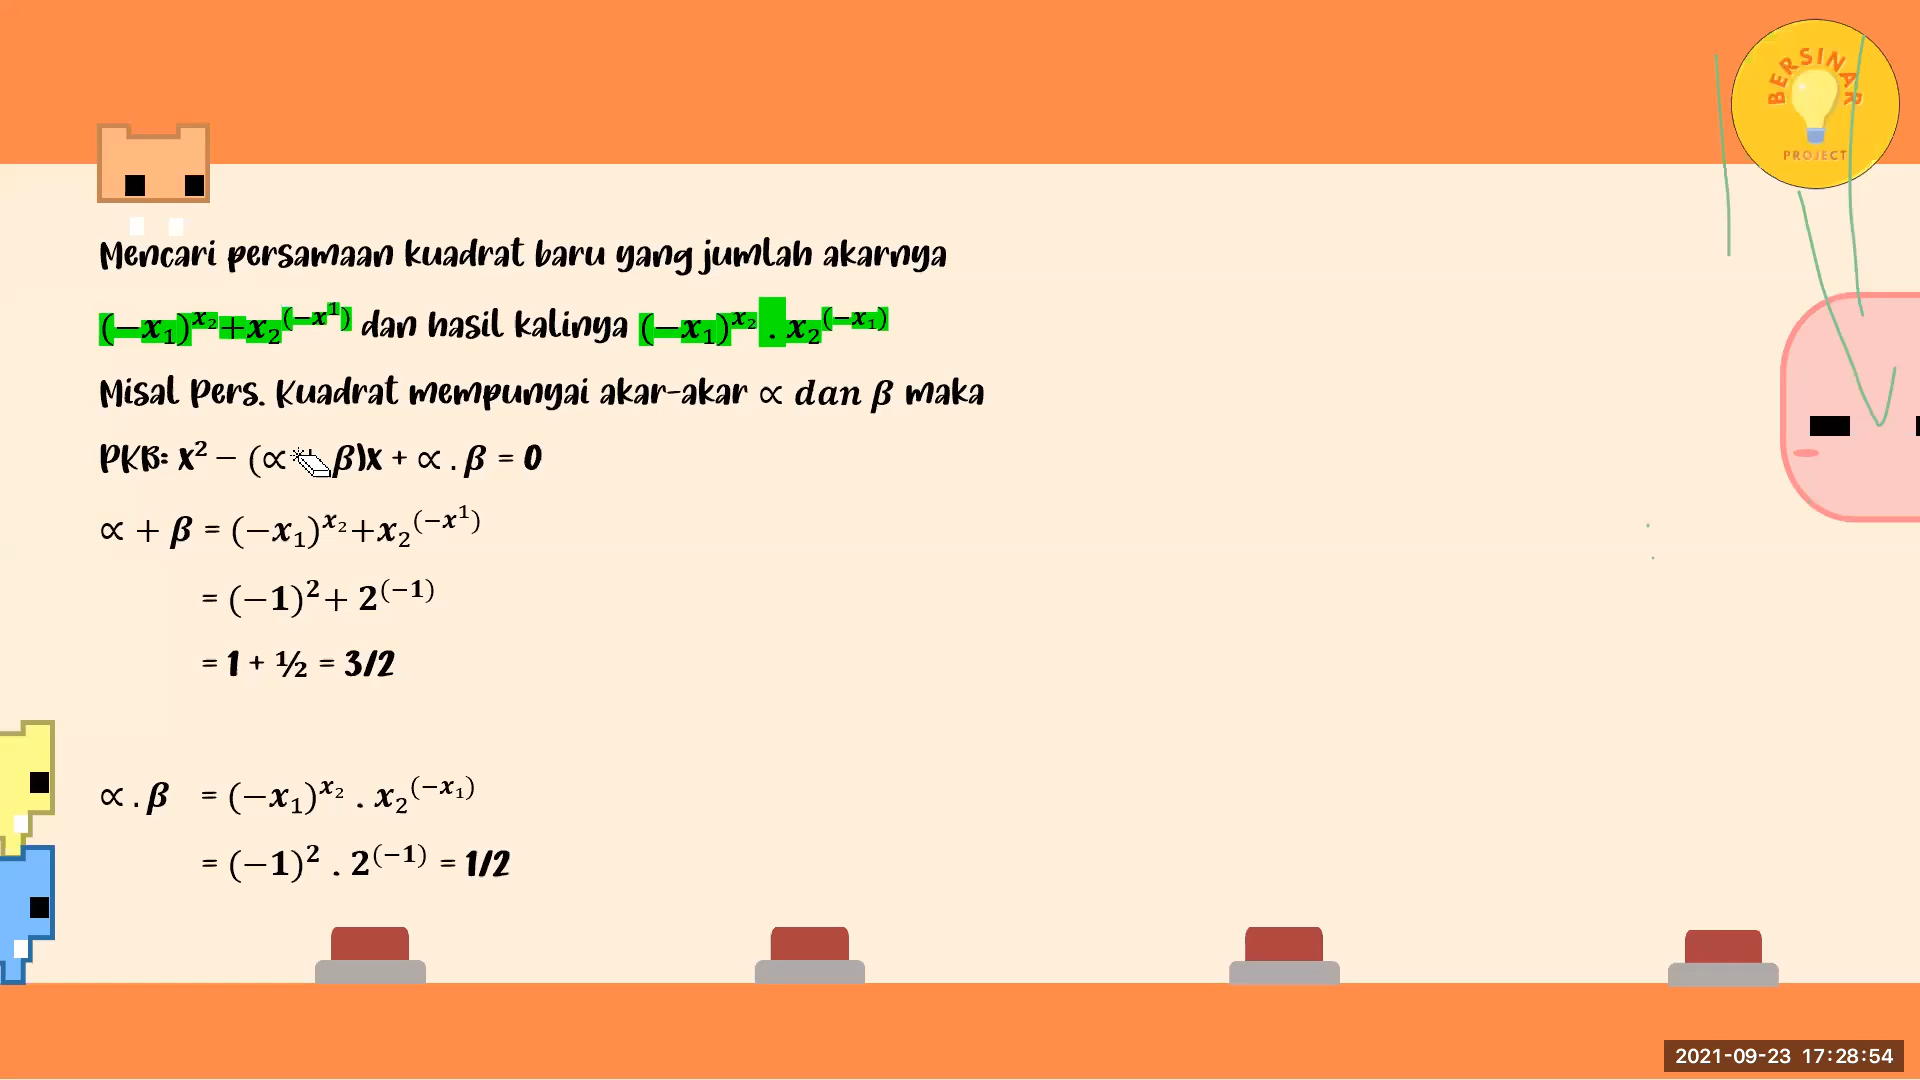 BERSINAR
PROJECT
Mencari persamaan kuadrat baru yang jumlah akarnya
(−x₁)^x₂+x₂^(−x¹) dan hasil kalinya (−x₁)^x₂ . x₂^(−x₁)
Misal Pers. Kuadrat mempunyai akar-akar ∝ dan β maka
PKB: x² − (∝ β)x + ∝ . β = 0
∝ + β = (−x₁)^x₂+x₂^(−x¹)
= (−1)²+ 2^(−1)
= 1 + ½ = 3/2
∝ . β = (−x₁)^x₂ . x₂^(−x₁)
= (−1)² . 2^(−1) = 1/2
2021-09-23 17:28:54